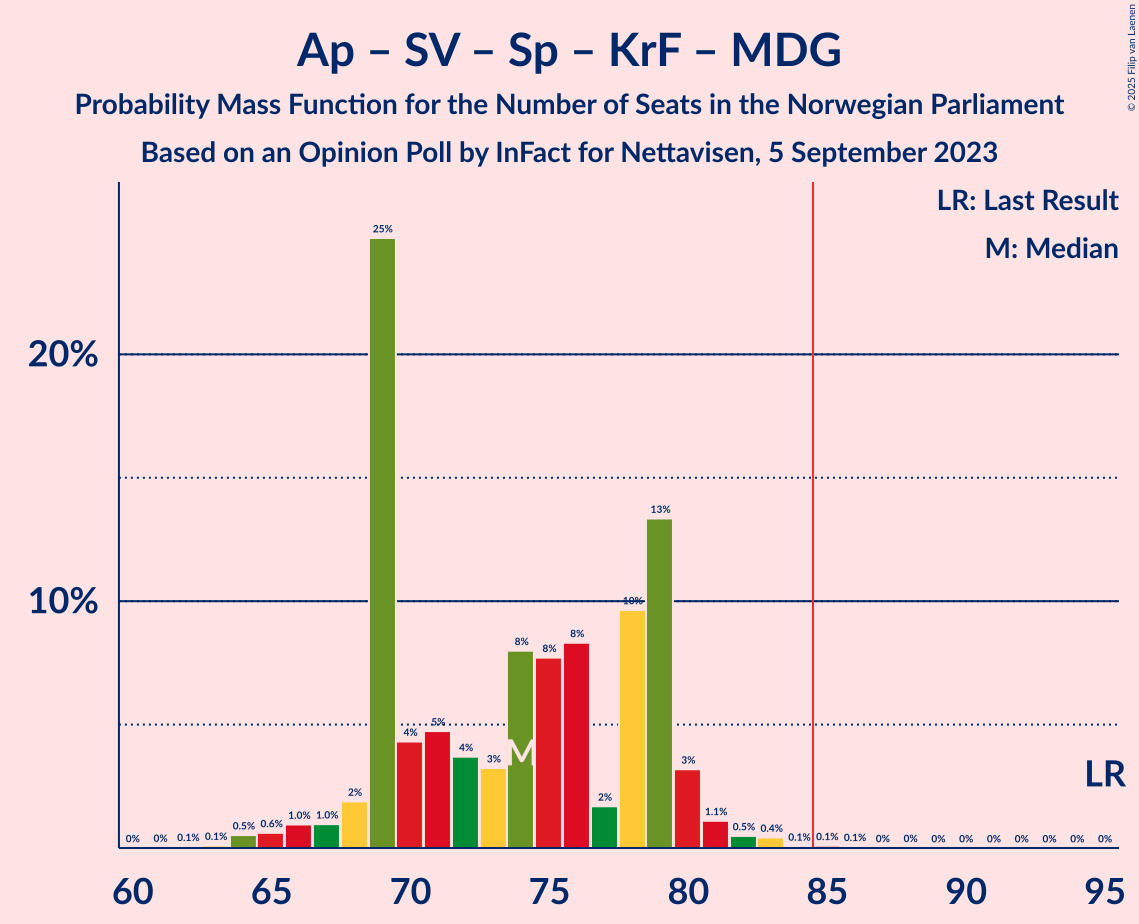 Ap – SV – Sp – KrF – MDG
Probability Mass Function for the Number of Seats in the Norwegian Parliament
Based on an Opinion Poll by InFact for Nettavisen, 5 September 2023
© 2025 Filip van Laenen
LR: Last Result
M: Median
20%
10%
0% 0% 0.1% 0.1% 0.5% 0.6% 1.0% 1.0% 2% 25% 4% 5% 4% 3% 8% 8% 8% 2% 10% 13% 3% 1.1% 0.5% 0.4% 0.1% 0.1% 0.1% 0% 0% 0% 0% 0% 0% 0% 0% 0%
M
LR
60 65 70 75 80 85 90 95